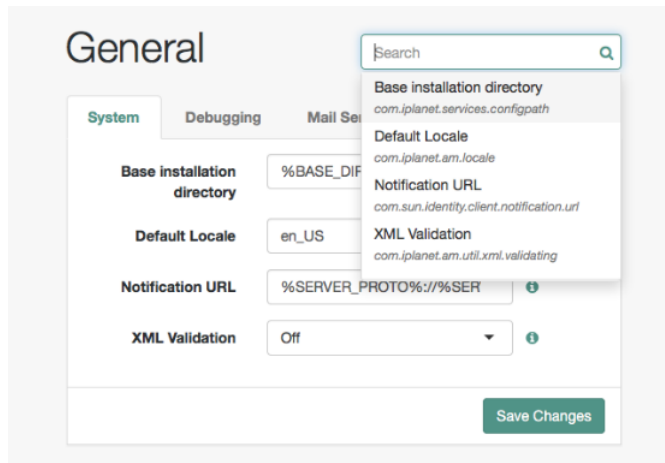 General
Search
Base installation directory
com.iplanet.services.configpath
Default Locale
com.iplanet.am.locale
Notification URL
com.sun.identity.client.notification.url
XML Validation
com.iplanet.am.util.xml.validating
System Debugging Mail Se
Base installation
directory
%BASE_DIF
Default Locale en_US
Notification URL %SERVER_PROTO%://%SER
XML Validation Off
Save Changes